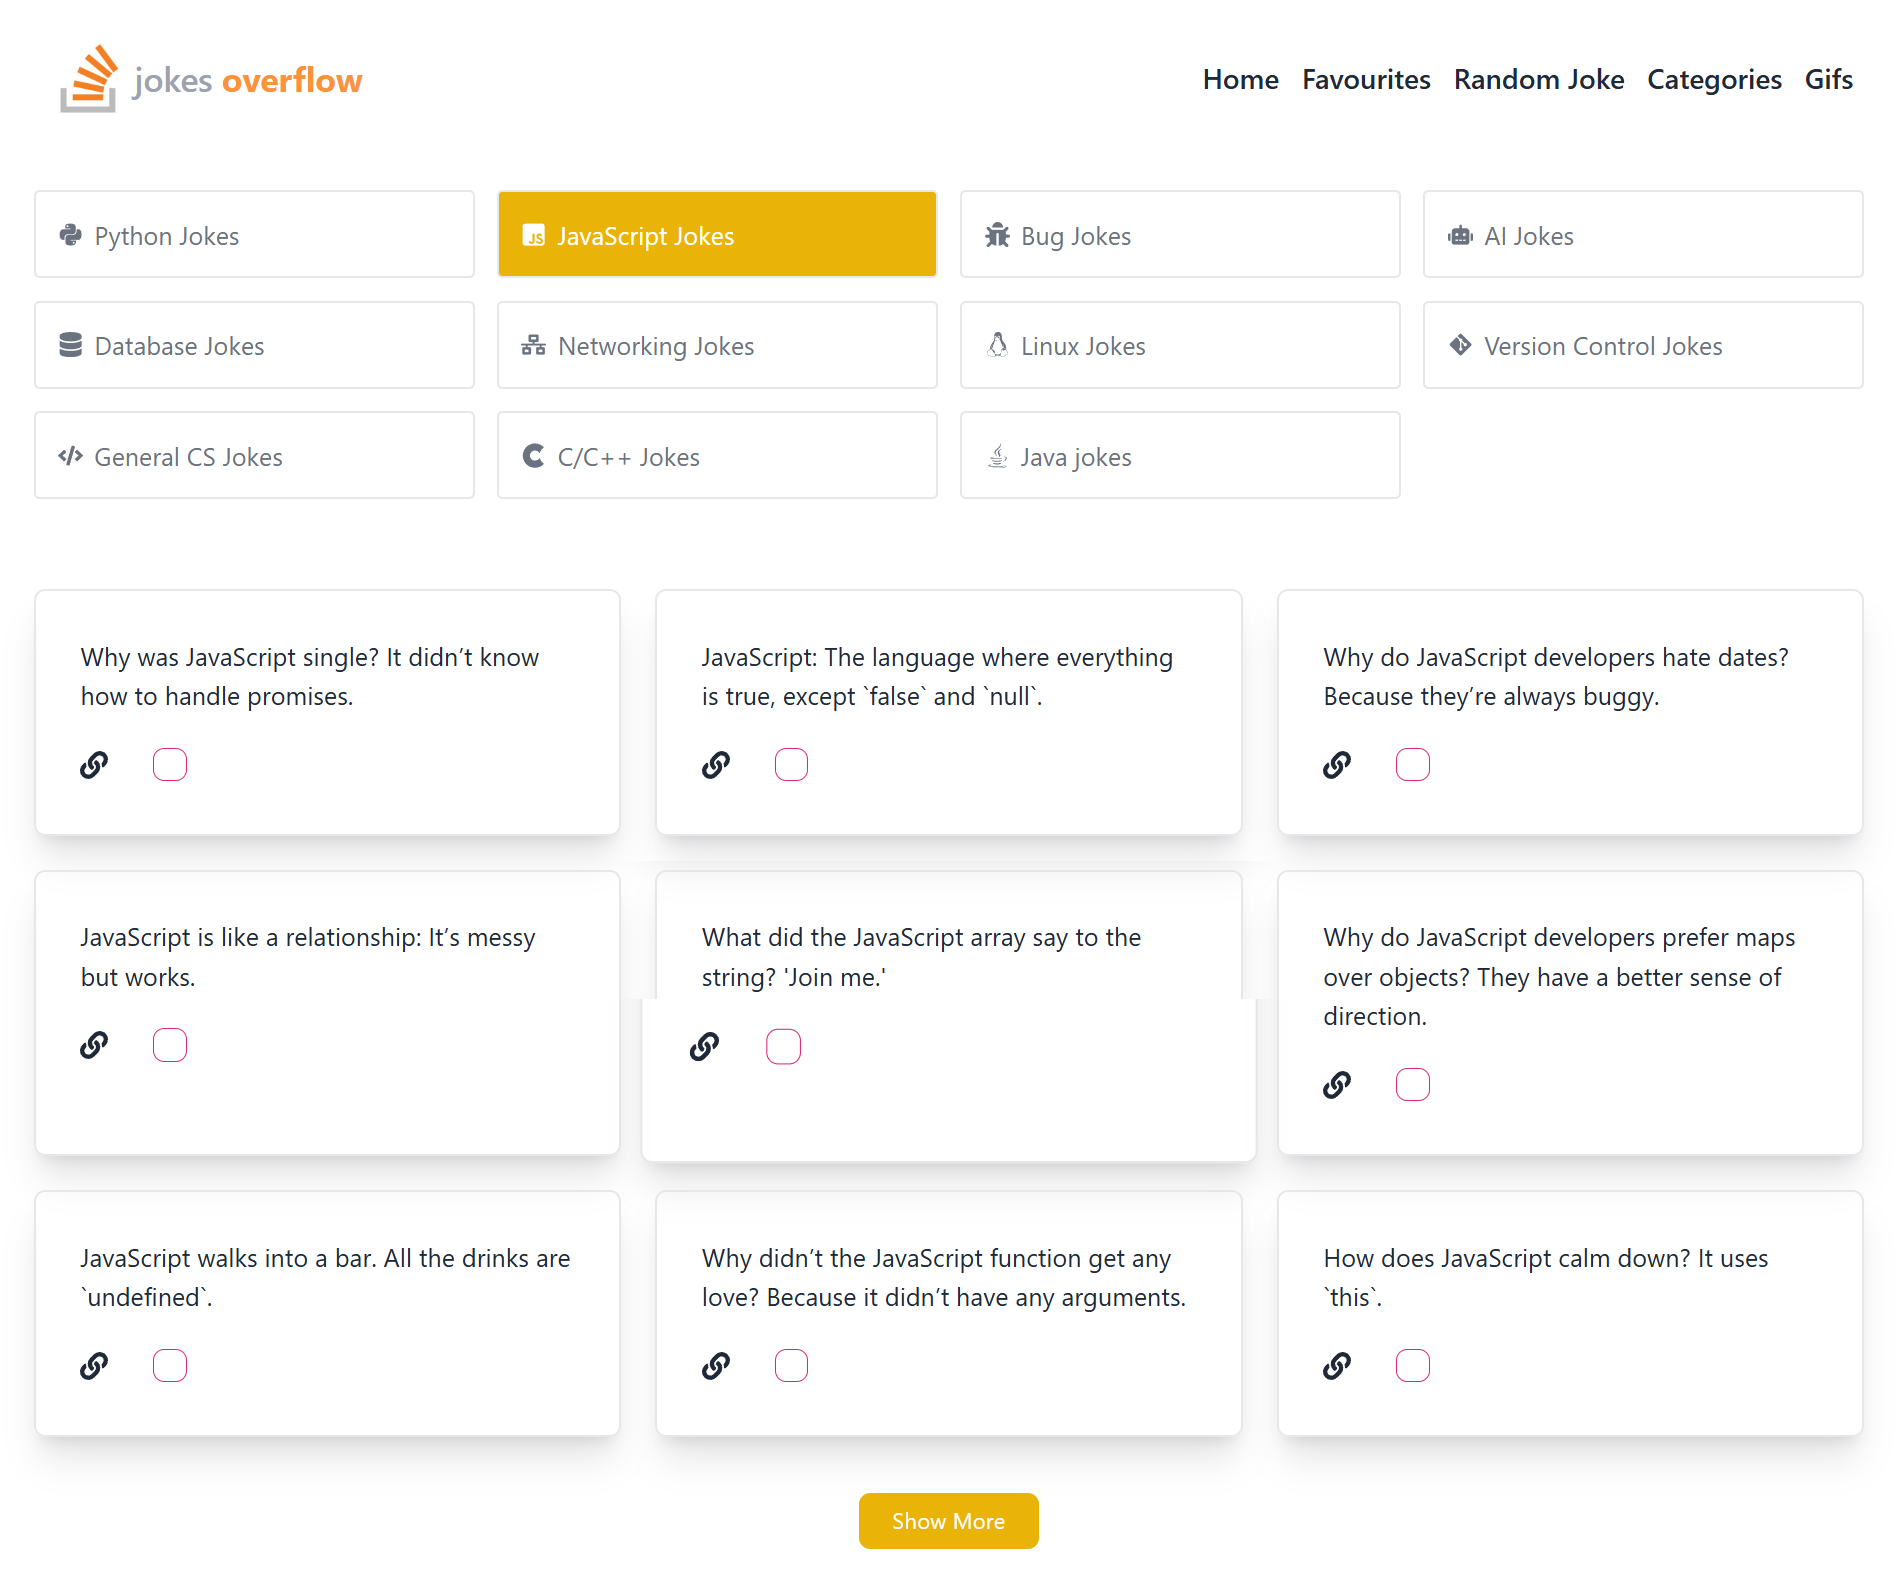 jokes overflow
Home Favourites Random Joke Categories Gifs
Python Jokes
JS JavaScript Jokes
Bug Jokes
AI Jokes
Database Jokes
Networking Jokes
Linux Jokes
Version Control Jokes
General CS Jokes
C/C++ Jokes
Java jokes
Why was JavaScript single? It didn’t know
how to handle promises.
JavaScript: The language where everything
is true, except `false` and `null`.
Why do JavaScript developers hate dates?
Because they’re always buggy.
JavaScript is like a relationship: It’s messy
but works.
What did the JavaScript array say to the
string? 'Join me.'
Why do JavaScript developers prefer maps
over objects? They have a better sense of
direction.
JavaScript walks into a bar. All the drinks are
`undefined`.
Why didn’t the JavaScript function get any
love? Because it didn’t have any arguments.
How does JavaScript calm down? It uses
`this`.
Show More